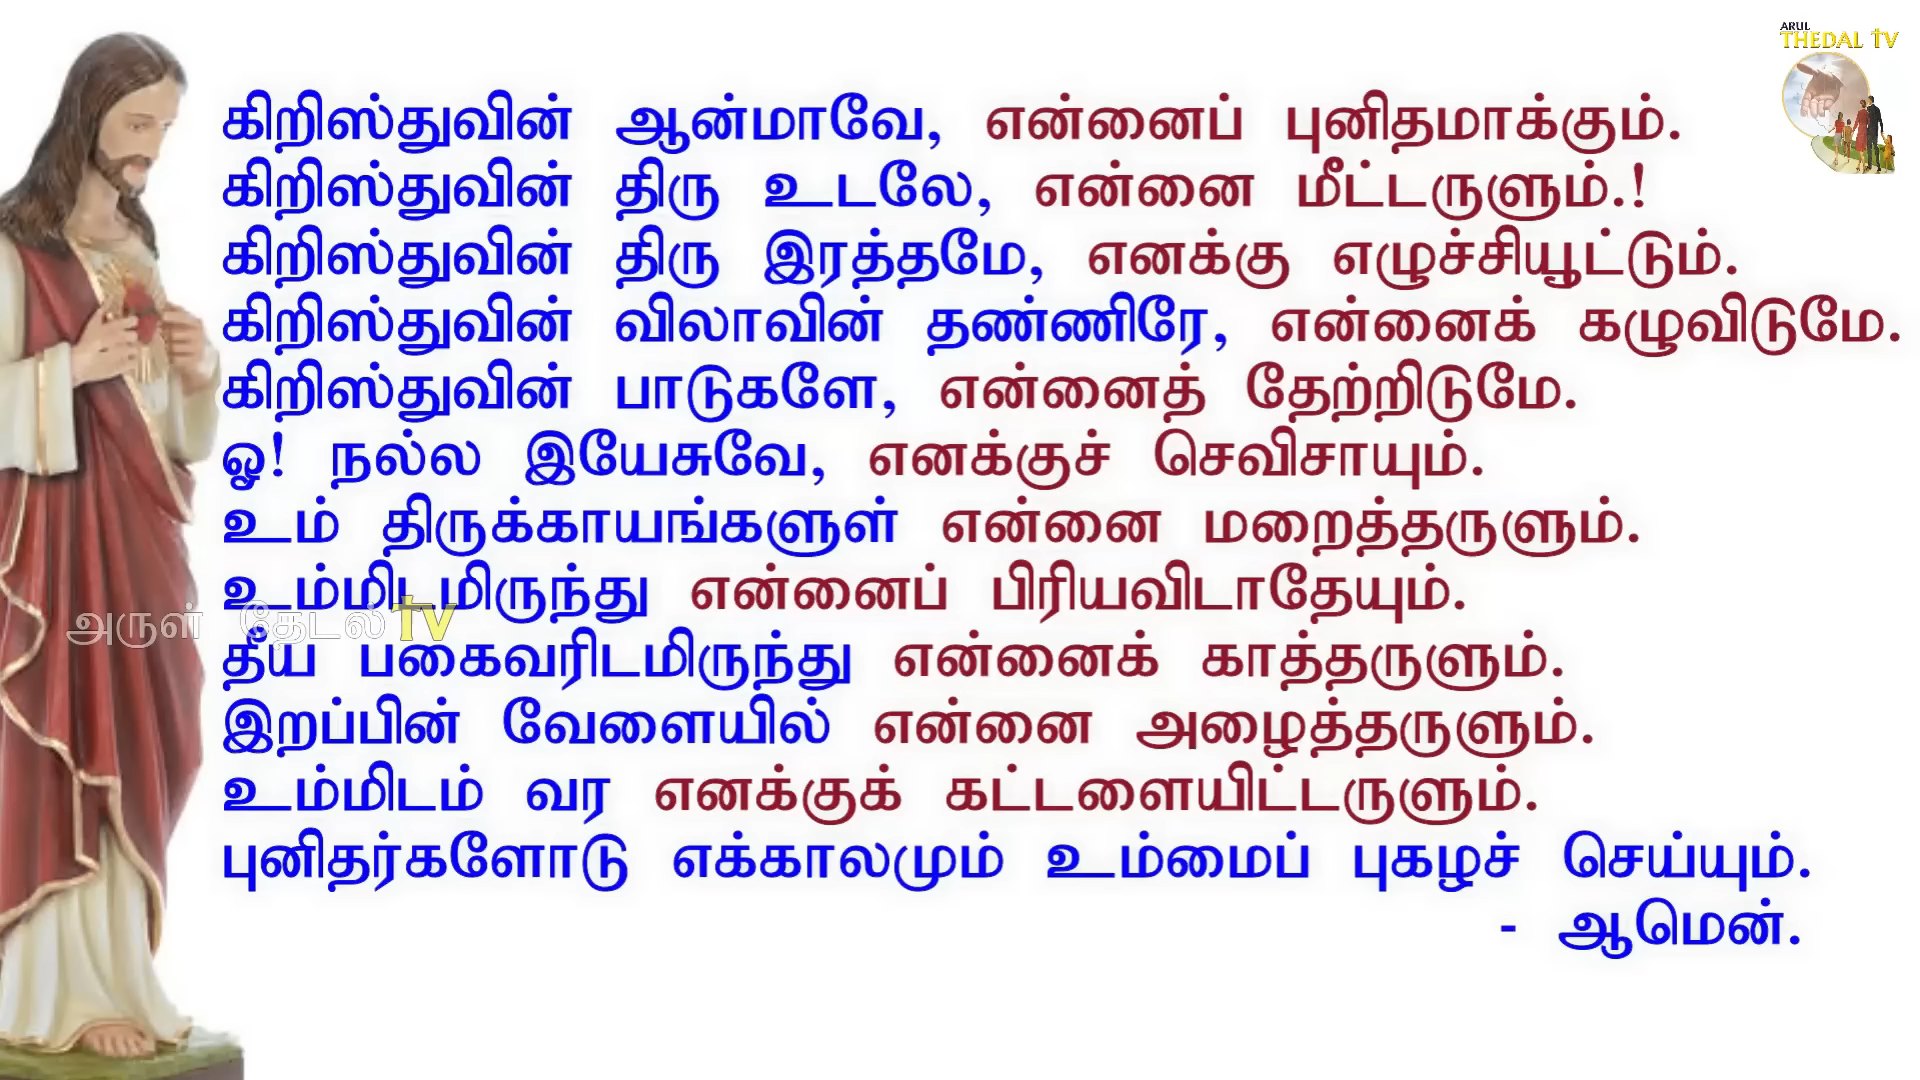 ARUL
THEDAL TV
கிறிஸ்துவின் ஆன்மாவே, என்னைப் புனிதமாக்கும்.
கிறிஸ்துவின் திரு உடலே, என்னை மீட்டருளும்.!
கிறிஸ்துவின் திரு இரத்தமே, எனக்கு எழுச்சியூட்டும்.
கிறிஸ்துவின் விலாவின் தண்ணிரே, என்னைக் கழுவிடுமே.
கிறிஸ்துவின் பாடுகளே, என்னைத் தேற்றிடுமே.
ஓ! நல்ல இயேசுவே, எனக்குச் செவிசாயும்.
உம் திருக்காயங்களுள் என்னை மறைத்தருளும்.
உம்மிடமிருந்து என்னைப் பிரியவிடாதேயும்.
அருள் தேடல் TV
தீய பகைவரிடமிருந்து என்னைக் காத்தருளும்.
இறப்பின் வேளையில் என்னை அழைத்தருளும்.
உம்மிடம் வர எனக்குக் கட்டளையிட்டருளும்.
புனிதர்களோடு எக்காலமும் உம்மைப் புகழச் செய்யும்.
- ஆமென்.